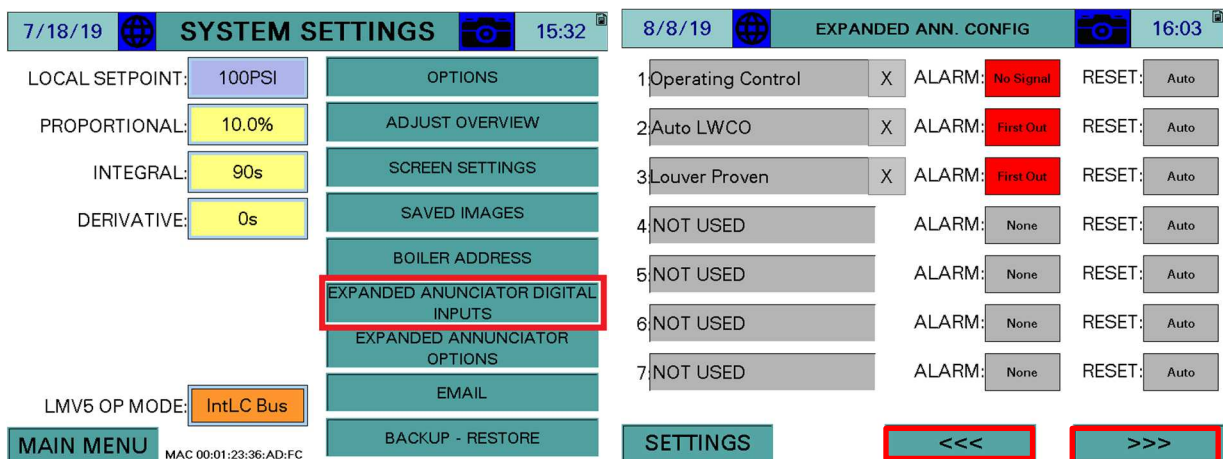 7/18/19 SYSTEM SETTINGS 15:32
LOCAL SETPOINT: 100PSI
PROPORTIONAL: 10.0%
INTEGRAL: 90s
DERIVATIVE: 0s
LMV5 OP MODE: IntLC Bus
OPTIONS
ADJUST OVERVIEW
SCREEN SETTINGS
SAVED IMAGES
BOILER ADDRESS
EXPANDED ANUNCIATOR DIGITAL
INPUTS
EXPANDED ANNUNCIATOR
OPTIONS
EMAIL
BACKUP - RESTORE
MAIN MENU MAC 00:01:23:36:AD:FC
8/8/19 EXPANDED ANN. CONFIG 16:03
1:Operating Control X ALARM: No Signal RESET: Auto
2:Auto LWCO X ALARM: First Out RESET: Auto
3:Louver Proven X ALARM: First Out RESET: Auto
4:NOT USED ALARM: None RESET: Auto
5:NOT USED ALARM: None RESET: Auto
6:NOT USED ALARM: None RESET: Auto
7:NOT USED ALARM: None RESET: Auto
SETTINGS <<< >>>